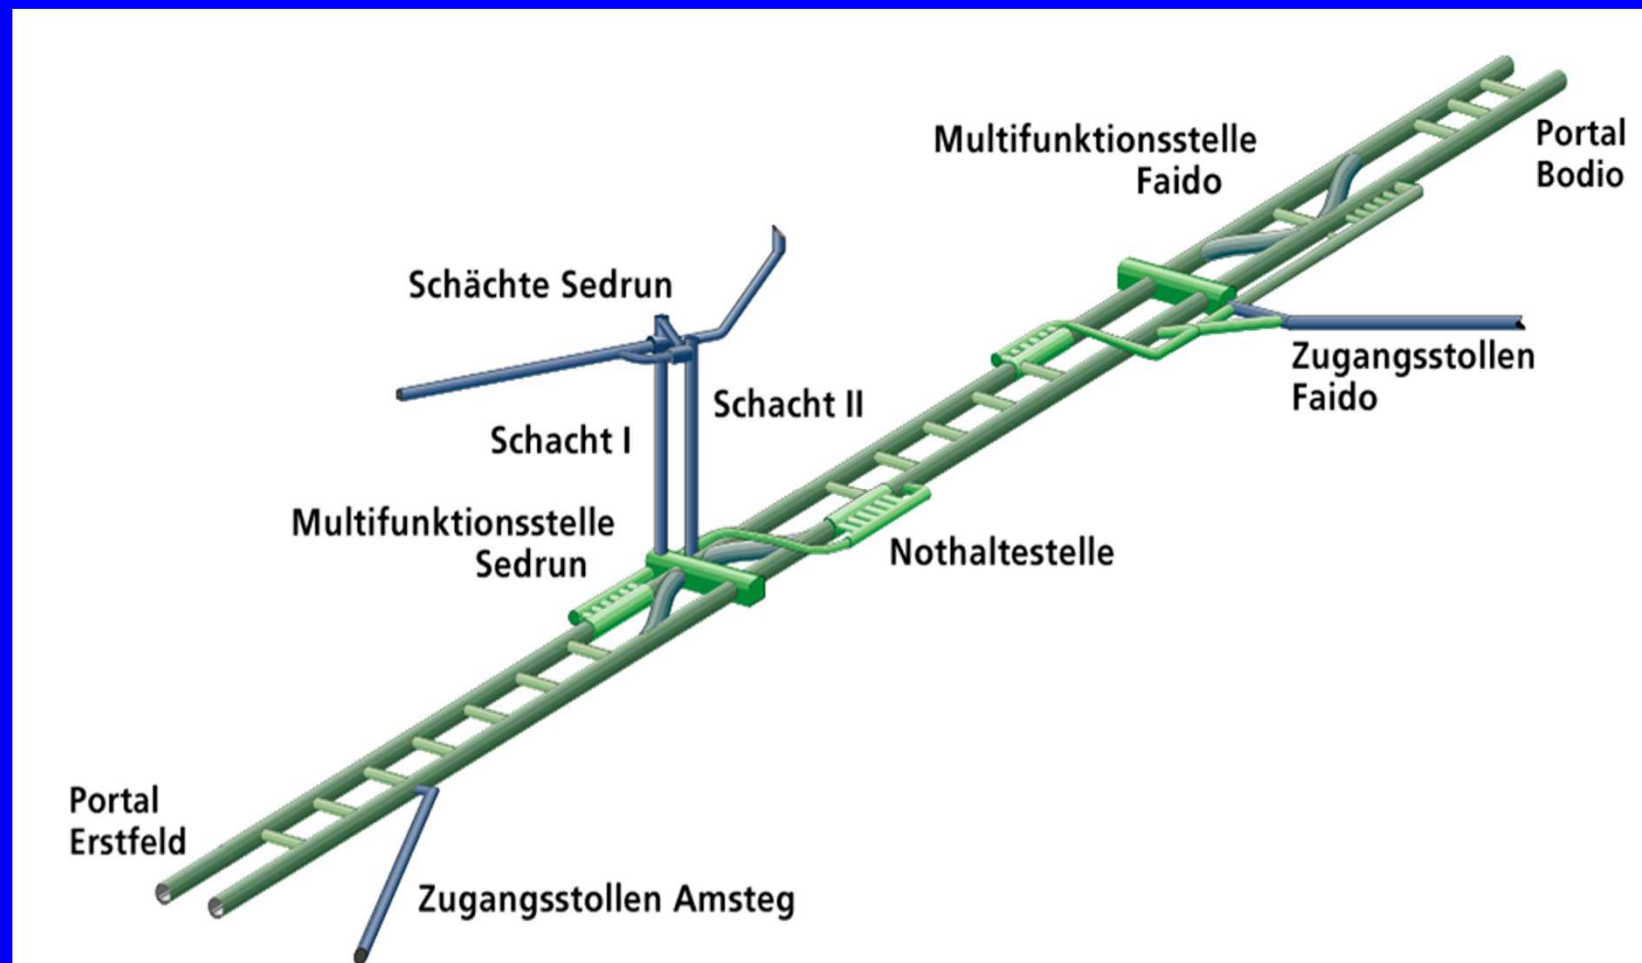 Multifunktionsstelle
Faido
Portal
Bodio
Schächte Sedrun
Zugangsstollen
Faido
Schacht II
Schacht I
Multifunktionsstelle
Sedrun
Nothaltestelle
Portal
Erstfeld
Zugangsstollen Amsteg